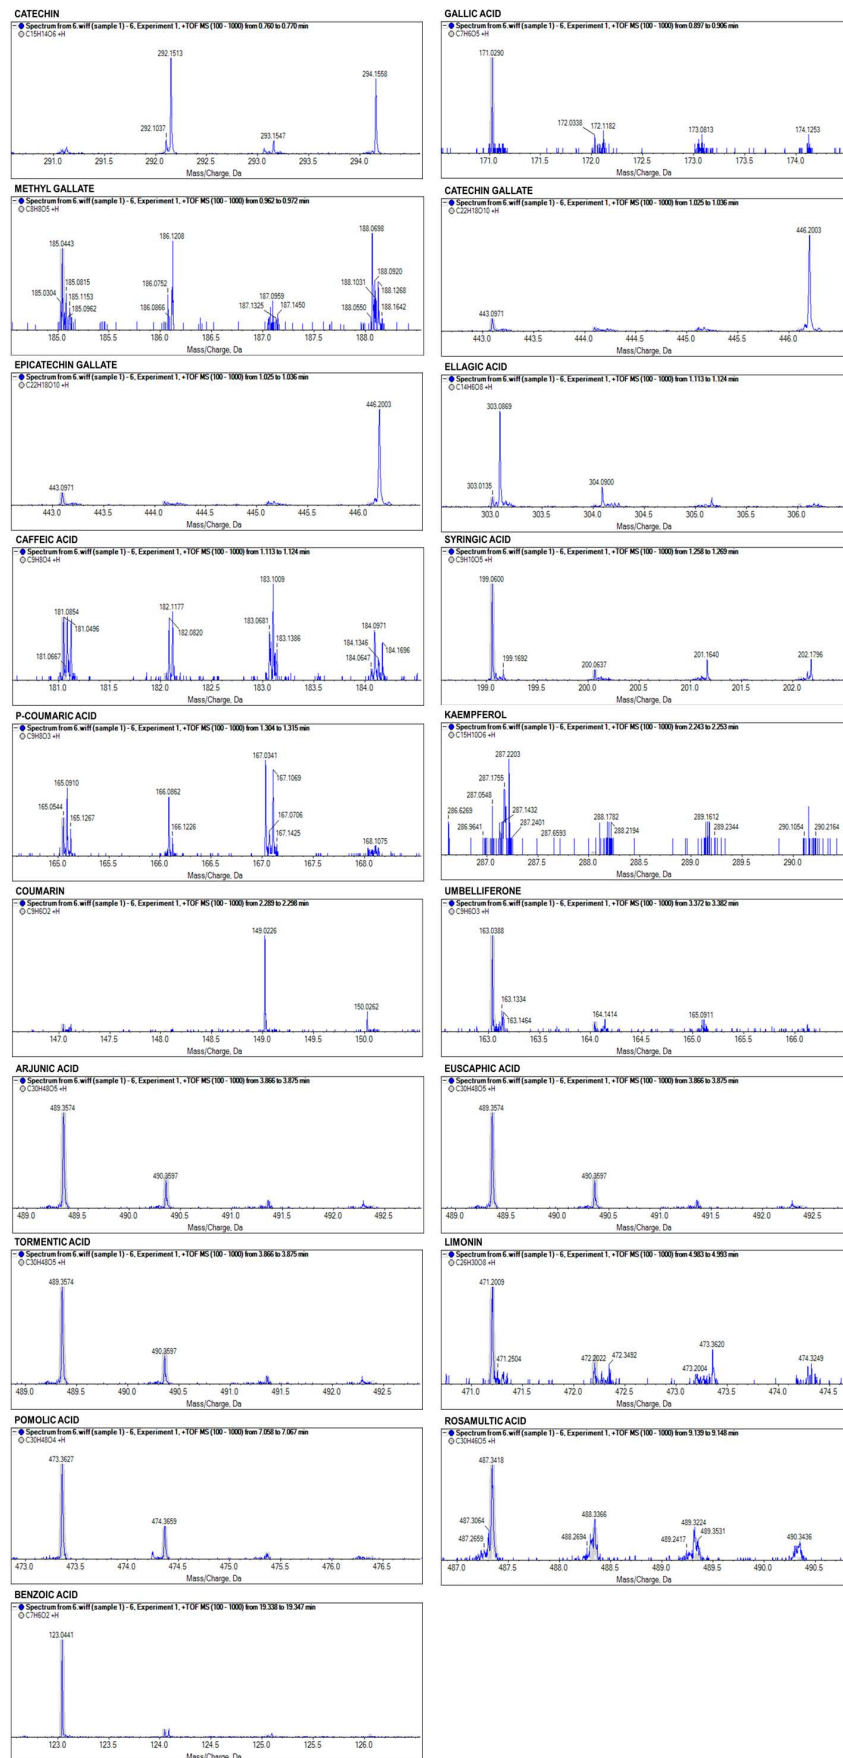 CATECHIN
Spectrum from 6.wiff (sample 1) - 6, Experiment 1, +TOF MS (100 - 1000) from 0.760 to 0.770 min
C15H14O6 +H
292.1513
294.1558
292.1037
293.1547
291.0 291.5 292.0 292.5 293.0 293.5 294.0
Mass/Charge, Da
GALLIC ACID
Spectrum from 6.wiff (sample 1) - 6, Experiment 1, +TOF MS (100 - 1000) from 0.897 to 0.906 min
C7H6O5 +H
171.0290
172.0338
172.1182
173.0813
174.1253
171.0 171.5 172.0 172.5 173.0 173.5 174.0
Mass/Charge, Da
METHYL GALLATE
Spectrum from 6.wiff (sample 1) - 6, Experiment 1, +TOF MS (100 - 1000) from 0.962 to 0.972 min
C8H8O5 +H
185.0443
186.1208
188.0698
185.0815
188.0920
185.0304
185.1153
186.0752
188.1031
188.1268
185.0962
186.0866
187.0959
187.1325
187.1450
188.0550
188.1642
185.0 185.5 186.0 186.5 187.0 187.5 188.0
Mass/Charge, Da
CATECHIN GALLATE
Spectrum from 6.wiff (sample 1) - 6, Experiment 1, +TOF MS (100 - 1000) from 1.025 to 1.036 min
C22H18O10 +H
446.2003
443.0971
443.0 443.5 444.0 444.5 445.0 445.5 446.0
Mass/Charge, Da
EPICATECHIN GALLATE
Spectrum from 6.wiff (sample 1) - 6, Experiment 1, +TOF MS (100 - 1000) from 1.025 to 1.036 min
C22H18O10 +H
446.2003
443.0971
443.0 443.5 444.0 444.5 445.0 445.5 446.0
Mass/Charge, Da
ELLAGIC ACID
Spectrum from 6.wiff (sample 1) - 6, Experiment 1, +TOF MS (100 - 1000) from 1.113 to 1.124 min
C14H6O8 +H
303.0869
303.0135
304.0900
303.0 303.5 304.0 304.5 305.0 305.5 306.0
Mass/Charge, Da
CAFFEIC ACID
Spectrum from 6.wiff (sample 1) - 6, Experiment 1, +TOF MS (100 - 1000) from 1.113 to 1.124 min
C9H8O4 +H
181.0854
182.1177
183.1009
181.0496
182.0820
183.0681
184.0971
181.0667
183.1386
184.1346
184.0647
184.1696
181.0 181.5 182.0 182.5 183.0 183.5 184.0
Mass/Charge, Da
SYRINGIC ACID
Spectrum from 6.wiff (sample 1) - 6, Experiment 1, +TOF MS (100 - 1000) from 1.258 to 1.269 min
C9H10O5 +H
199.0600
199.1692
200.0637
201.1640
202.1796
199.0 199.5 200.0 200.5 201.0 201.5 202.0
Mass/Charge, Da
P-COUMARIC ACID
Spectrum from 6.wiff (sample 1) - 6, Experiment 1, +TOF MS (100 - 1000) from 1.304 to 1.315 min
C9H8O3 +H
165.0910
167.0341
166.0862
167.1069
165.0544
165.1267
166.1226
167.0706
167.1425
168.1075
165.0 165.5 166.0 166.5 167.0 167.5 168.0
Mass/Charge, Da
KAEMPFEROL
Spectrum from 6.wiff (sample 1) - 6, Experiment 1, +TOF MS (100 - 1000) from 2.243 to 2.253 min
C15H10O6 +H
287.2203
287.1755
287.0548
286.6269
287.1432
286.9641
287.2401
287.6593
288.1782
288.2194
289.1612
289.2344
290.1054
290.2164
287.0 287.5 288.0 288.5 289.0 289.5 290.0
Mass/Charge, Da
COUMARIN
Spectrum from 6.wiff (sample 1) - 6, Experiment 1, +TOF MS (100 - 1000) from 2.289 to 2.298 min
C9H6O2 +H
149.0226
150.0262
147.0 147.5 148.0 148.5 149.0 149.5 150.0
Mass/Charge, Da
UMBELLIFERONE
Spectrum from 6.wiff (sample 1) - 6, Experiment 1, +TOF MS (100 - 1000) from 3.372 to 3.382 min
C9H6O3 +H
163.0388
163.1334
163.1464
164.1414
165.0911
163.0 163.5 164.0 164.5 165.0 165.5 166.0
Mass/Charge, Da
ARJUNIC ACID
Spectrum from 6.wiff (sample 1) - 6, Experiment 1, +TOF MS (100 - 1000) from 3.866 to 3.875 min
C30H48O5 +H
489.3574
490.3597
489.0 489.5 490.0 490.5 491.0 491.5 492.0 492.5
Mass/Charge, Da
EUSCAPHIC ACID
Spectrum from 6.wiff (sample 1) - 6, Experiment 1, +TOF MS (100 - 1000) from 3.866 to 3.875 min
C30H48O5 +H
489.3574
490.3597
489.0 489.5 490.0 490.5 491.0 491.5 492.0 492.5
Mass/Charge, Da
TORMENTIC ACID
Spectrum from 6.wiff (sample 1) - 6, Experiment 1, +TOF MS (100 - 1000) from 3.866 to 3.875 min
C30H48O5 +H
489.3574
490.3597
489.0 489.5 490.0 490.5 491.0 491.5 492.0 492.5
Mass/Charge, Da
LIMONIN
Spectrum from 6.wiff (sample 1) - 6, Experiment 1, +TOF MS (100 - 1000) from 4.983 to 4.993 min
C26H30O8 +H
471.2009
471.2504
472.2022
472.3492
473.3620
473.2004
474.3249
471.0 471.5 472.0 472.5 473.0 473.5 474.0 474.5
Mass/Charge, Da
POMOLIC ACID
Spectrum from 6.wiff (sample 1) - 6, Experiment 1, +TOF MS (100 - 1000) from 7.058 to 7.067 min
C30H48O4 +H
473.3627
474.3659
473.0 473.5 474.0 474.5 475.0 475.5 476.0 476.5
Mass/Charge, Da
ROSAMULTIC ACID
Spectrum from 6.wiff (sample 1) - 6, Experiment 1, +TOF MS (100 - 1000) from 9.139 to 9.148 min
C30H46O5 +H
487.3418
487.3064
487.2659
488.3366
488.2694
489.3224
489.2417
489.3531
490.3436
487.0 487.5 488.0 488.5 489.0 489.5 490.0 490.5
Mass/Charge, Da
BENZOIC ACID
Spectrum from 6.wiff (sample 1) - 6, Experiment 1, +TOF MS (100 - 1000) from 19.338 to 19.347 min
C7H6O2 +H
123.0441
123.0 123.5 124.0 124.5 125.0 125.5 126.0
Mass/Charge, Da